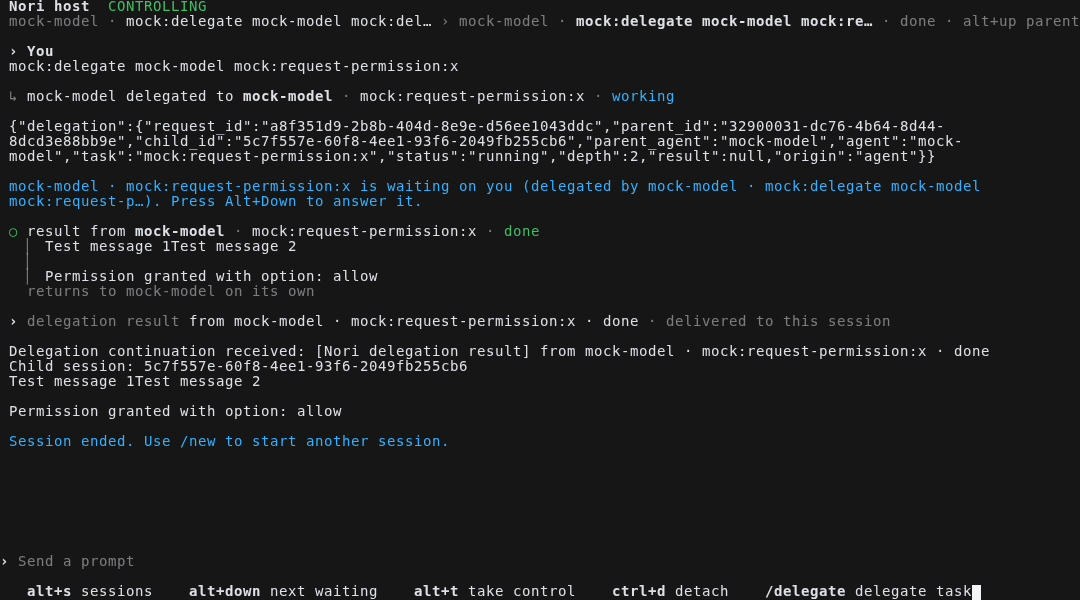 Nori host  CONTROLLING
mock-model · mock:delegate mock-model mock:del… › mock-model · mock:delegate mock-model mock:re… · done · alt+up parent
› You
mock:delegate mock-model mock:request-permission:x
↳ mock-model delegated to mock-model · mock:request-permission:x · working
{"delegation":{"request_id":"a8f351d9-2b8b-404d-8e9e-d56ee1043ddc","parent_id":"32900031-dc76-4b64-8d44-
8dcd3e88bb9e","child_id":"5c7f557e-60f8-4ee1-93f6-2049fb255cb6","parent_agent":"mock-model","agent":"mock-
model","task":"mock:request-permission:x","status":"running","depth":2,"result":null,"origin":"agent"}}
mock-model · mock:request-permission:x is waiting on you (delegated by mock-model · mock:delegate mock-model
mock:request-p…). Press Alt+Down to answer it.
○ result from mock-model · mock:request-permission:x · done
│ Test message 1Test message 2
│
│ Permission granted with option: allow
returns to mock-model on its own
› delegation result from mock-model · mock:request-permission:x · done · delivered to this session
Delegation continuation received: [Nori delegation result] from mock-model · mock:request-permission:x · done
Child session: 5c7f557e-60f8-4ee1-93f6-2049fb255cb6
Test message 1Test message 2
Permission granted with option: allow
Session ended. Use /new to start another session.
› Send a prompt
alt+s sessions    alt+down next waiting    alt+t take control    ctrl+d detach    /delegate delegate task